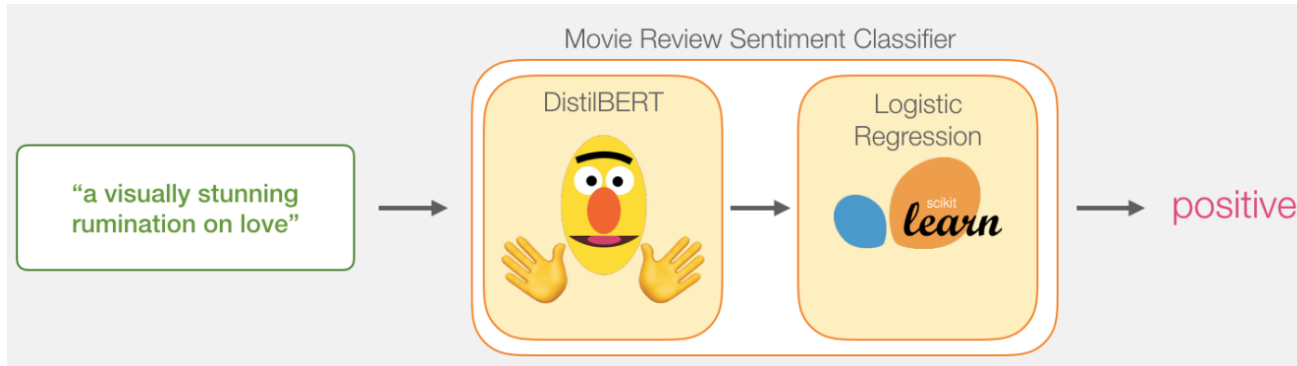 Movie Review Sentiment Classifier
DistilBERT
Logistic
Regression
“a visually stunning
rumination on love”
scikit
learn
positive